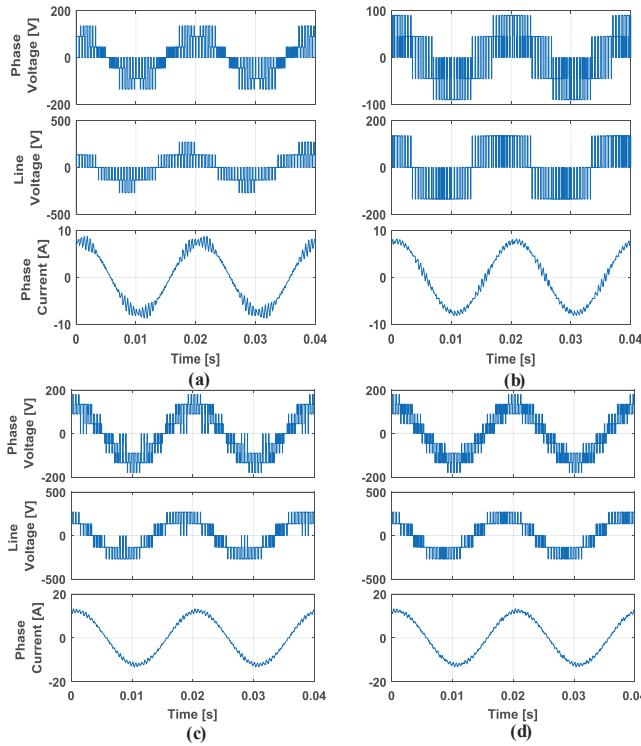 Phase
Voltage [V]
200
0
-200
Line
Voltage [V]
500
0
-500
Phase
Current [A]
10
0
-10
0 0.01 0.02 0.03 0.04
Time [s]
(a)
100
0
-100
200
0
-200
10
0
-10
0 0.01 0.02 0.03 0.04
Time [s]
(b)
Phase
Voltage [V]
200
0
-200
Line
Voltage [V]
500
0
-500
Phase
Current [A]
20
0
-20
0 0.01 0.02 0.03 0.04
Time [s]
(c)
200
0
-200
500
0
-500
20
0
-20
0 0.01 0.02 0.03 0.04
Time [s]
(d)